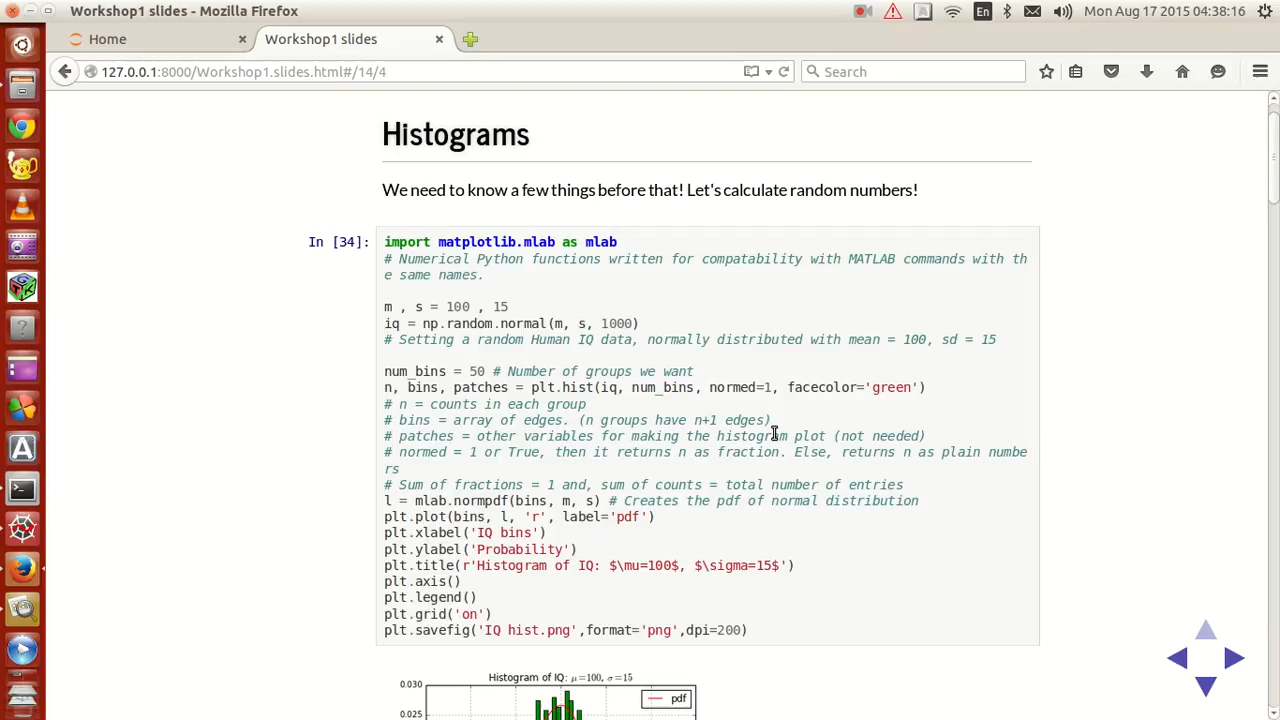 Workshop1 slides - Mozilla Firefox
En
Mon Aug 17 2015 04:38:16
Home
Workshop1 slides
127.0.0.1:8000/Workshop1.slides.html#/14/4
Search
Histograms
We need to know a few things before that! Let's calculate random numbers!
In [34]:
import matplotlib.mlab as mlab
# Numerical Python functions written for compatability with MATLAB commands with th
e same names.
m , s = 100 , 15
iq = np.random.normal(m, s, 1000)
# Setting a random Human IQ data, normally distributed with mean = 100, sd = 15
num_bins = 50 # Number of groups we want
n, bins, patches = plt.hist(iq, num_bins, normed=1, facecolor='green')
# n = counts in each group
# bins = array of edges. (n groups have n+1 edges)
# patches = other variables for making the histogram plot (not needed)
# normed = 1 or True, then it returns n as fraction. Else, returns n as plain numbe
rs
# Sum of fractions = 1 and, sum of counts = total number of entries
l = mlab.normpdf(bins, m, s) # Creates the pdf of normal distribution
plt.plot(bins, l, 'r', label='pdf')
plt.xlabel('IQ bins')
plt.ylabel('Probability')
plt.title(r'Histogram of IQ: $\mu=100$, $\sigma=15$')
plt.axis()
plt.legend()
plt.grid('on')
plt.savefig('IQ hist.png',format='png',dpi=200)
Histogram of IQ: μ=100, σ=15
0.030
pdf
0.025